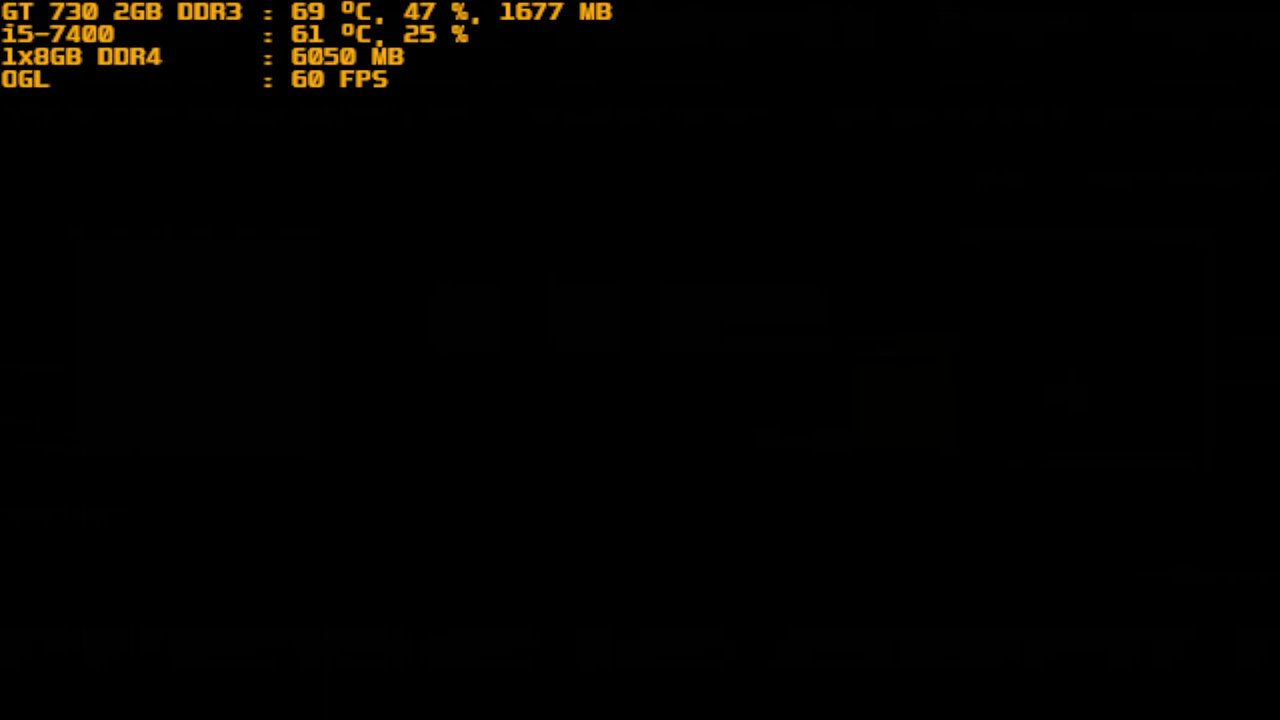 GT 730 2GB DDR3 : 69 ºC, 47 %, 1677 MB
i5-7400 : 61 ºC, 25 %
1x8GB DDR4 : 6050 MB
OGL : 60 FPS